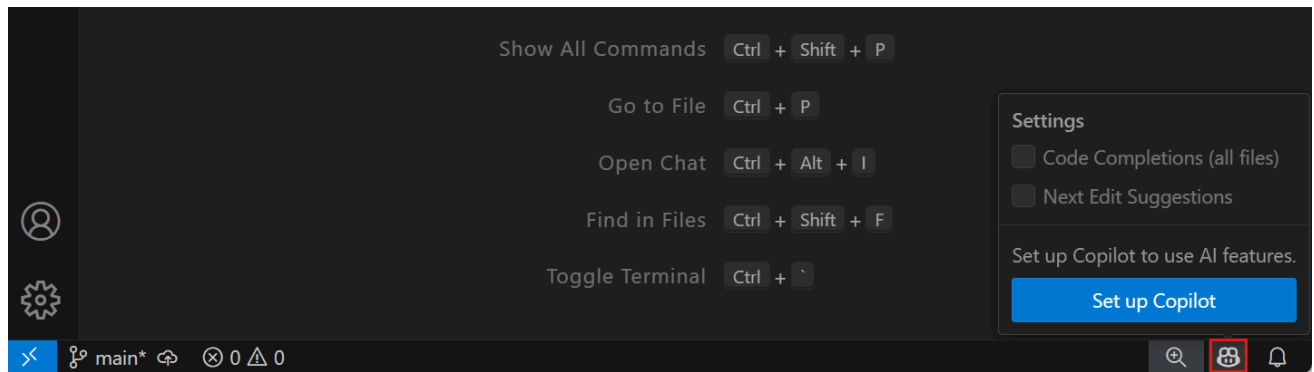 Show All Commands Ctrl + Shift + P
Go to File Ctrl + P
Open Chat Ctrl + Alt + I
Find in Files Ctrl + Shift + F
Toggle Terminal Ctrl + `
Settings
Code Completions (all files)
Next Edit Suggestions
Set up Copilot to use AI features.
Set up Copilot
main* 0 0